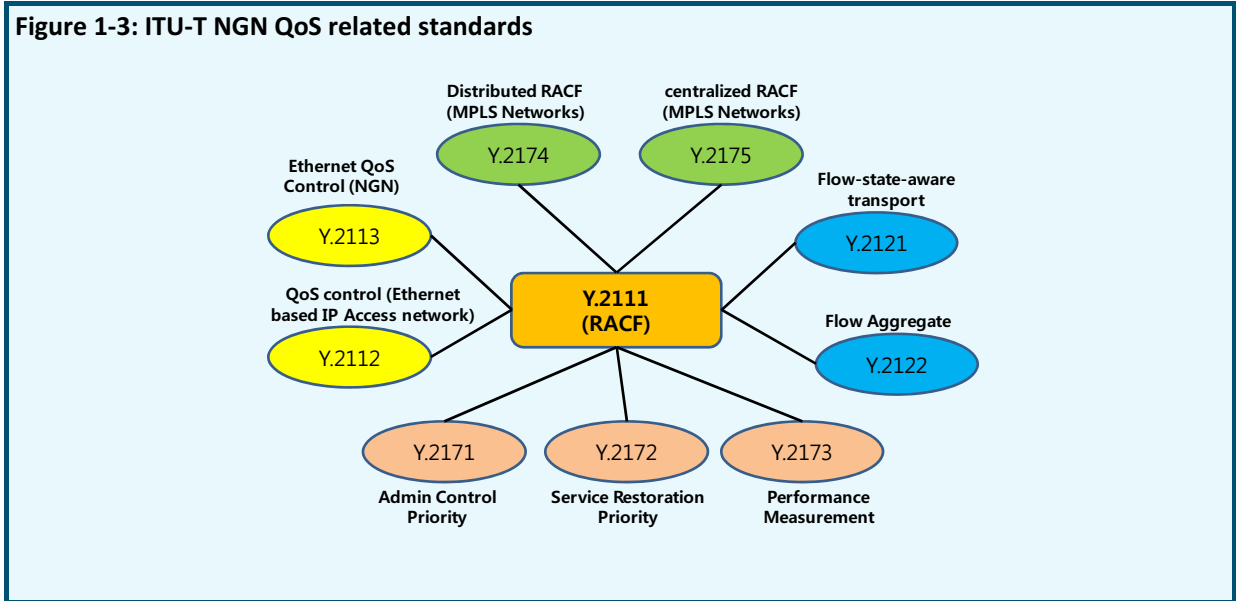 Figure 1-3: ITU-T NGN QoS related standards
Distributed RACF
(MPLS Networks)
Y.2174
centralized RACF
(MPLS Networks)
Y.2175
Ethernet QoS
Control (NGN)
Y.2113
Flow-state-aware
transport
Y.2121
QoS control (Ethernet
based IP Access network)
Y.2112
Y.2111
(RACF)
Flow Aggregate
Y.2122
Y.2171
Admin Control
Priority
Y.2172
Service Restoration
Priority
Y.2173
Performance
Measurement